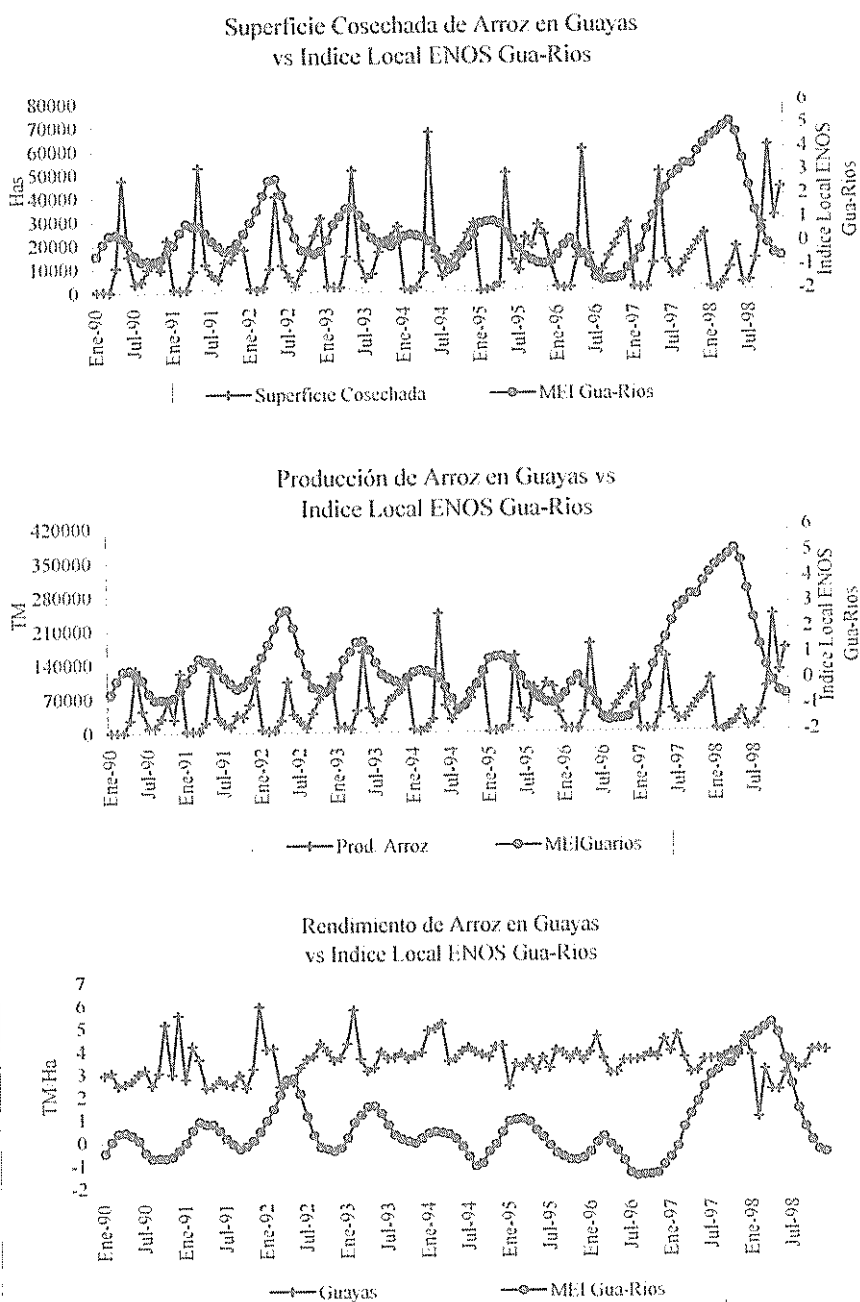 Superficie Cosechada de Arroz en Guayas
vs Indice Local ENOS Gua-Rios
Has
80000
70000
60000
50000
40000
30000
20000
10000
0
6
5
4
3
2
1
0
-1
-2
Indice Local ENOS
Gua-Rios
Ene-90
Jul-90
Ene-91
Jul-91
Ene-92
Jul-92
Ene-93
Jul-93
Ene-94
Jul-94
Ene-95
Jul-95
Ene-96
Jul-96
Ene-97
Jul-97
Ene-98
Jul-98
Superficie Cosechada
MEI Gua-Rios
Producción de Arroz en Guayas vs
Indice Local ENOS Gua-Rios
TM
420000
350000
280000
210000
140000
70000
0
6
5
4
3
2
1
0
-1
-2
Indice Local ENOS
Gua-Rios
Ene-90
Jul-90
Ene-91
Jul-91
Ene-92
Jul-92
Ene-93
Jul-93
Ene-94
Jul-94
Ene-95
Jul-95
Ene-96
Jul-96
Ene-97
Jul-97
Ene-98
Jul-98
Prod. Arroz
MEIGuarios
Rendimiento de Arroz en Guayas
vs Indice Local ENOS Gua-Rios
TM/Ha
7
6
5
4
3
2
1
0
-1
-2
Ene-90
Jul-90
Ene-91
Jul-91
Ene-92
Jul-92
Ene-93
Jul-93
Ene-94
Jul-94
Ene-95
Jul-95
Ene-96
Jul-96
Ene-97
Jul-97
Ene-98
Jul-98
Guayas
MEI Gua-Rios